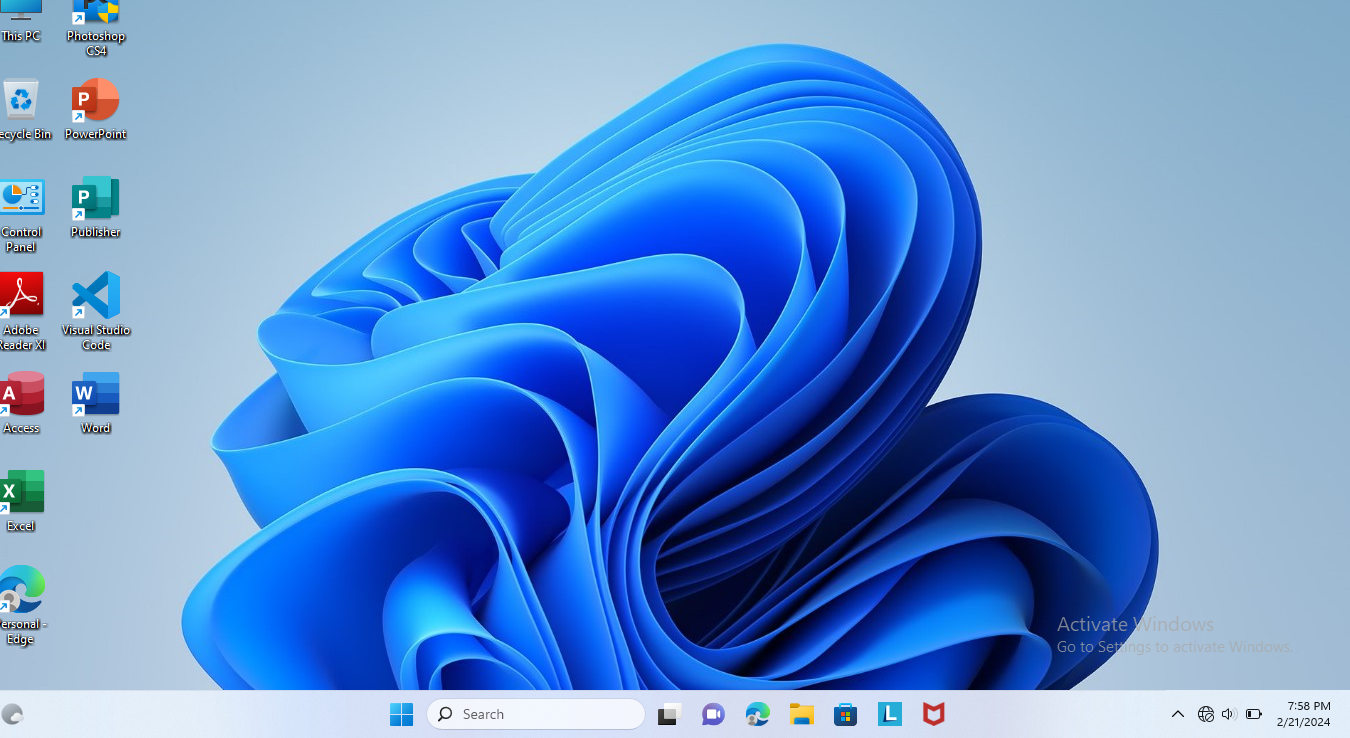 This PC
Photoshop
CS4
ecycle Bin
PowerPoint
Control
Panel
Publisher
Adobe
Reader XI
Visual Studio
Code
Access
Word
Excel
ersonal -
Edge
Activate Windows
Go to Settings to activate Windows.
Search
7:58 PM
2/21/2024